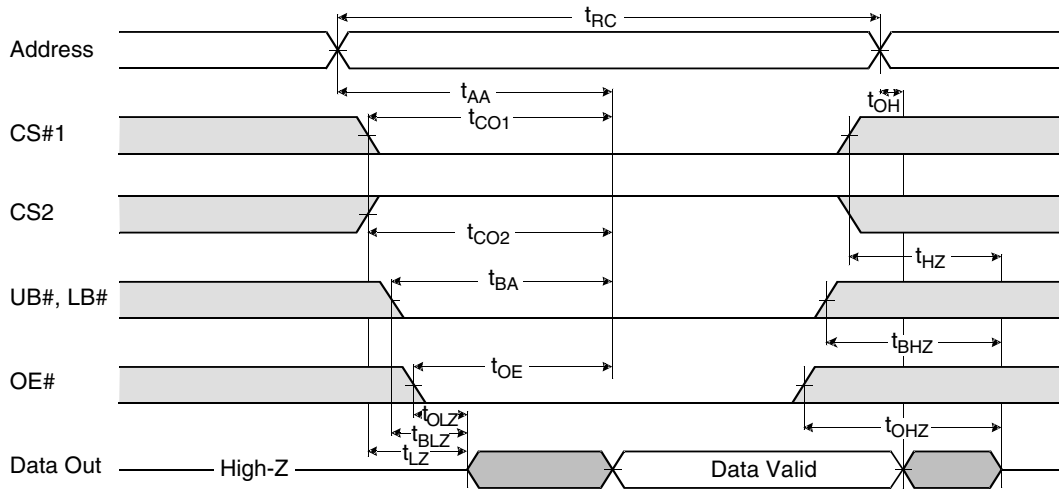 tRC
Address
tAA
tOH
tCO1
CS#1
CS2
tCO2
tHZ
tBA
UB#, LB#
tBHZ
tOE
OE#
tOLZ
tBLZ
tOHZ
tLZ
Data Out
High-Z
Data Valid